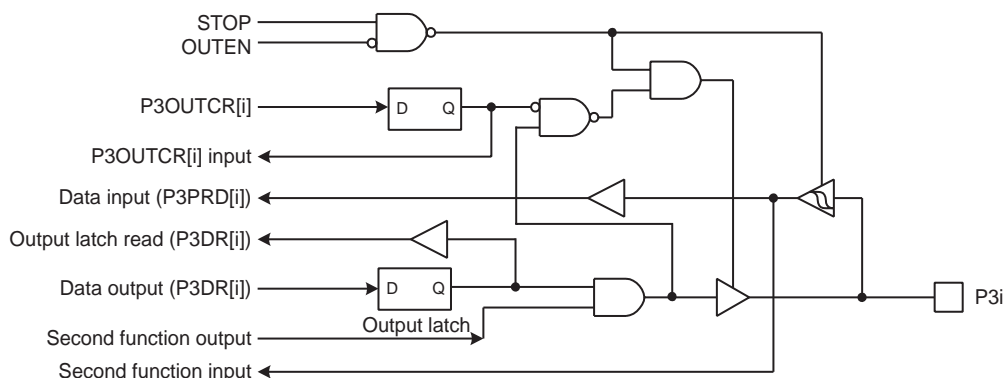 STOP
OUTEN
P3OUTCR[i]
D Q
P3OUTCR[i] input
Data input (P3PRD[i])
Output latch read (P3DR[i])
Data output (P3DR[i])
D Q
P3i
Output latch
Second function output
Second function input